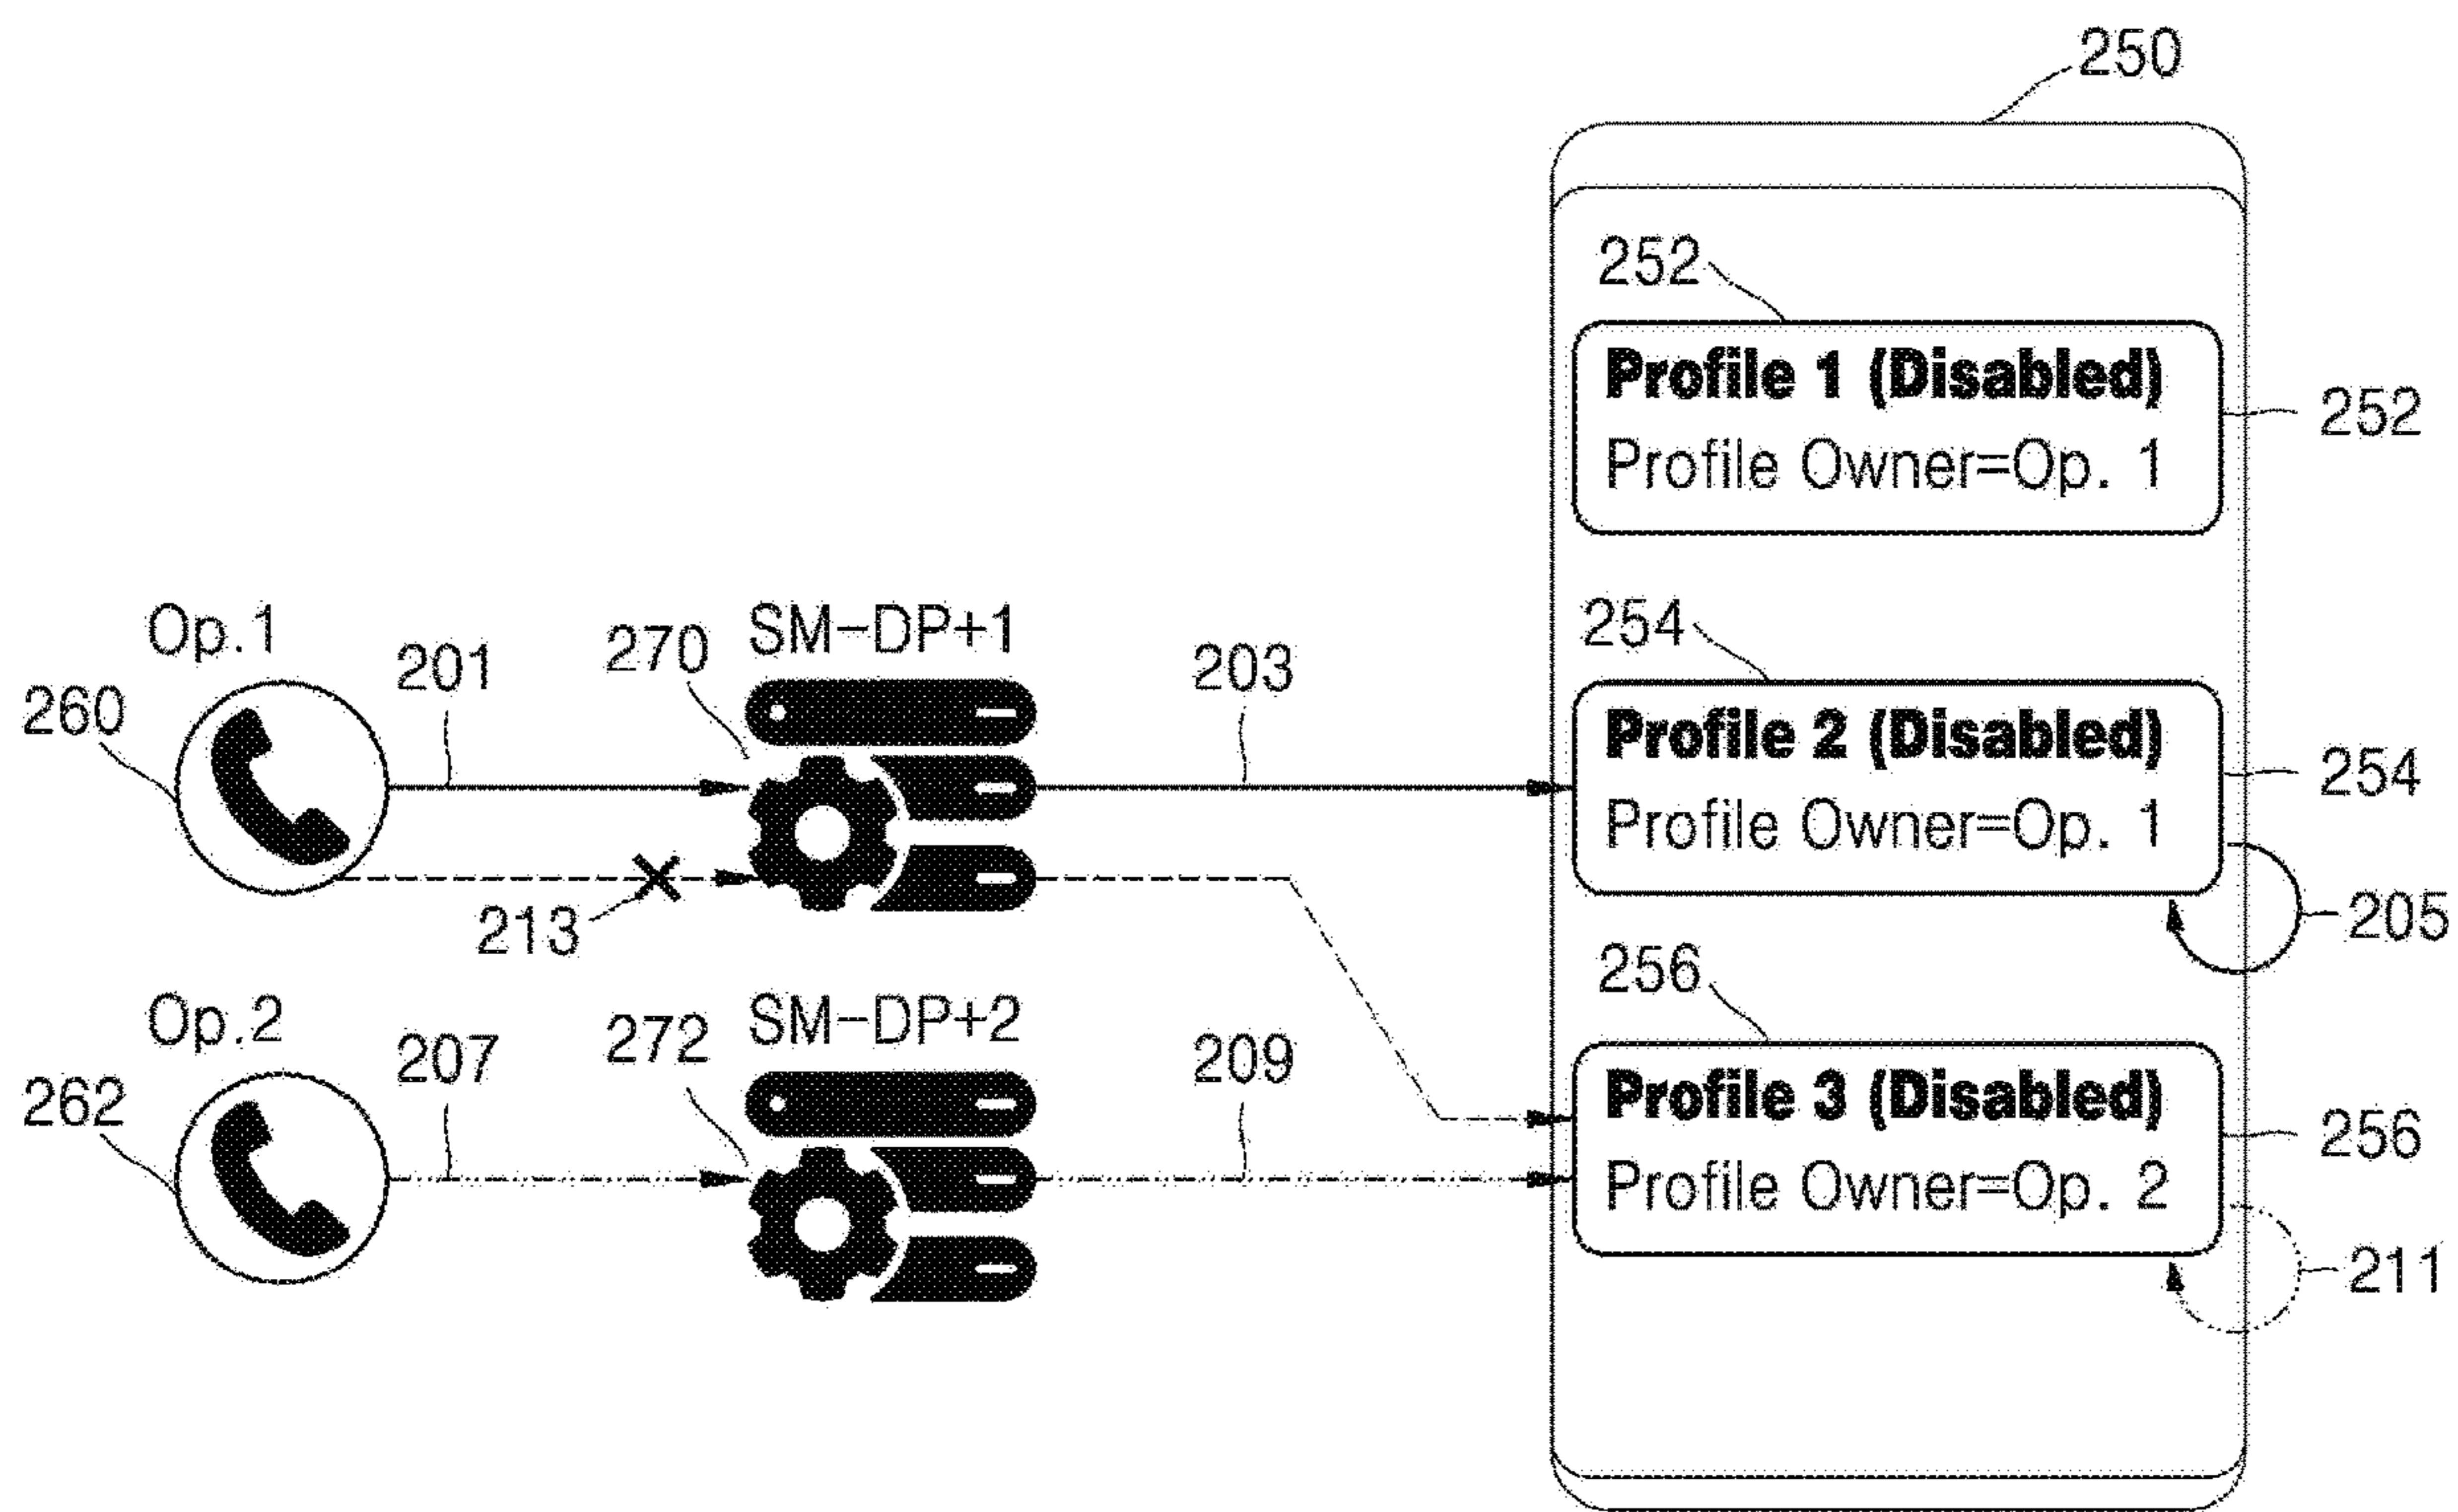 250
252
Profile 1 (Disabled)
252
Profile Owner=Op. 1
Op.1
201
270
SM-DP+1
203
254
260
Profile 2 (Disabled)
254
Profile Owner=Op. 1
213
205
256
Op.2
207
272
SM-DP+2
209
262
Profile 3 (Disabled)
256
Profile Owner=Op. 2
211